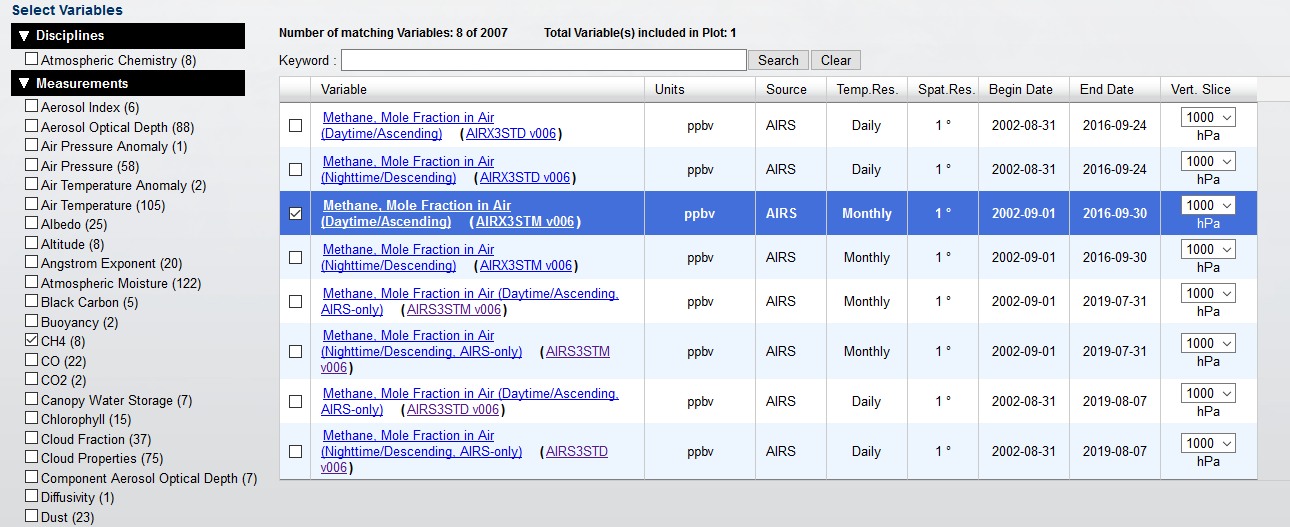 Select Variables
▼ Disciplines
Atmospheric Chemistry (8)
▼ Measurements
Aerosol Index (6)
Aerosol Optical Depth (88)
Air Pressure Anomaly (1)
Air Pressure (58)
Air Temperature Anomaly (2)
Air Temperature (105)
Albedo (25)
Altitude (8)
Angstrom Exponent (20)
Atmospheric Moisture (122)
Black Carbon (5)
Buoyancy (2)
CH4 (8)
CO (22)
CO2 (2)
Canopy Water Storage (7)
Chlorophyll (15)
Cloud Fraction (37)
Cloud Properties (75)
Component Aerosol Optical Depth (7)
Diffusivity (1)
Dust (23)
Number of matching Variables: 8 of 2007 Total Variable(s) included in Plot: 1
Keyword : Search Clear
Variable Units Source Temp.Res. Spat.Res. Begin Date End Date Vert. Slice
Methane, Mole Fraction in Air
(Daytime/Ascending) (AIRX3STD v006) ppbv AIRS Daily 1 ° 2002-08-31 2016-09-24 1000
hPa
Methane, Mole Fraction in Air
(Nighttime/Descending) (AIRX3STD v006) ppbv AIRS Daily 1 ° 2002-08-31 2016-09-24 1000
hPa
Methane, Mole Fraction in Air
(Daytime/Ascending) (AIRX3STM v006) ppbv AIRS Monthly 1 ° 2002-09-01 2016-09-30 1000
hPa
Methane, Mole Fraction in Air
(Nighttime/Descending) (AIRX3STM v006) ppbv AIRS Monthly 1 ° 2002-09-01 2016-09-30 1000
hPa
Methane, Mole Fraction in Air (Daytime/Ascending,
AIRS-only) (AIRS3STM v006) ppbv AIRS Monthly 1 ° 2002-09-01 2019-07-31 1000
hPa
Methane, Mole Fraction in Air
(Nighttime/Descending, AIRS-only) (AIRS3STM
v006) ppbv AIRS Monthly 1 ° 2002-09-01 2019-07-31 1000
hPa
Methane, Mole Fraction in Air (Daytime/Ascending,
AIRS-only) (AIRS3STD v006) ppbv AIRS Daily 1 ° 2002-08-31 2019-08-07 1000
hPa
Methane, Mole Fraction in Air
(Nighttime/Descending, AIRS-only) (AIRS3STD
v006) ppbv AIRS Daily 1 ° 2002-08-31 2019-08-07 1000
hPa